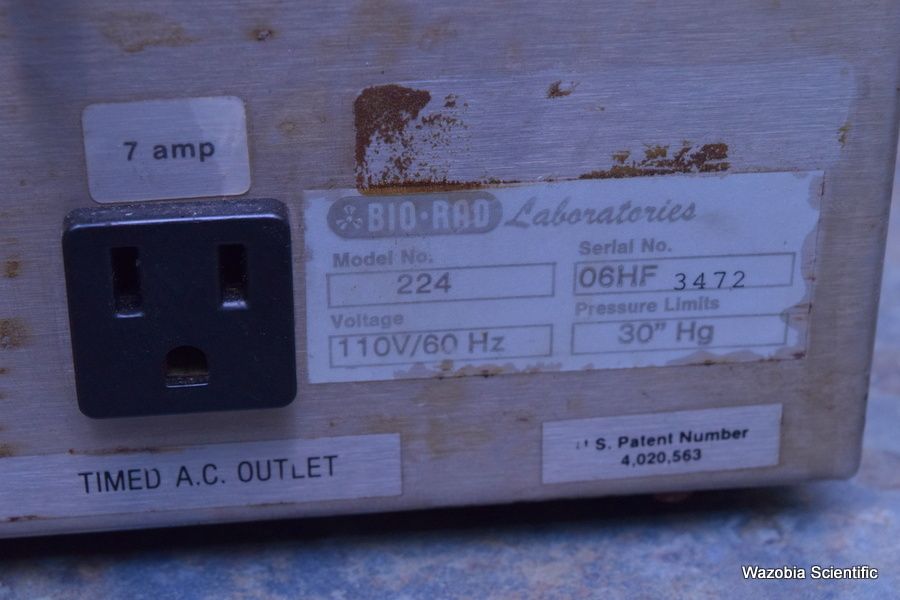 7 amp
BIO·RAD Laboratories
Model No.
224
Serial No.
06HF 3472
Voltage
110V/60 Hz
Pressure Limits
30” Hg
TIMED A.C. OUTLET
U.S. Patent Number
4,020,563
Wazobia Scientific